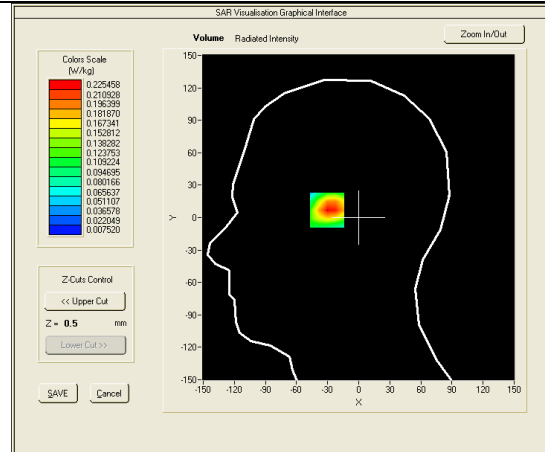 SAR Visualisation Graphical Interface
Volume Radiated Intensity
Zoom In/Out
Colors Scale
(W/kg)
0.225458
0.210928
0.196399
0.181870
0.167341
0.152812
0.138282
0.123753
0.109224
0.094695
0.080166
0.065637
0.051107
0.036578
0.022049
0.007520
Z-Cuts Control
<< Upper Cut
Z = 0.5 mm
Lower Cut >>
SAVE Cancel
150
120
90
60
30
0
-30
-60
-90
-120
-150
Y
-150 -120 -90 -60 -30 0 30 60 90 120 150
X